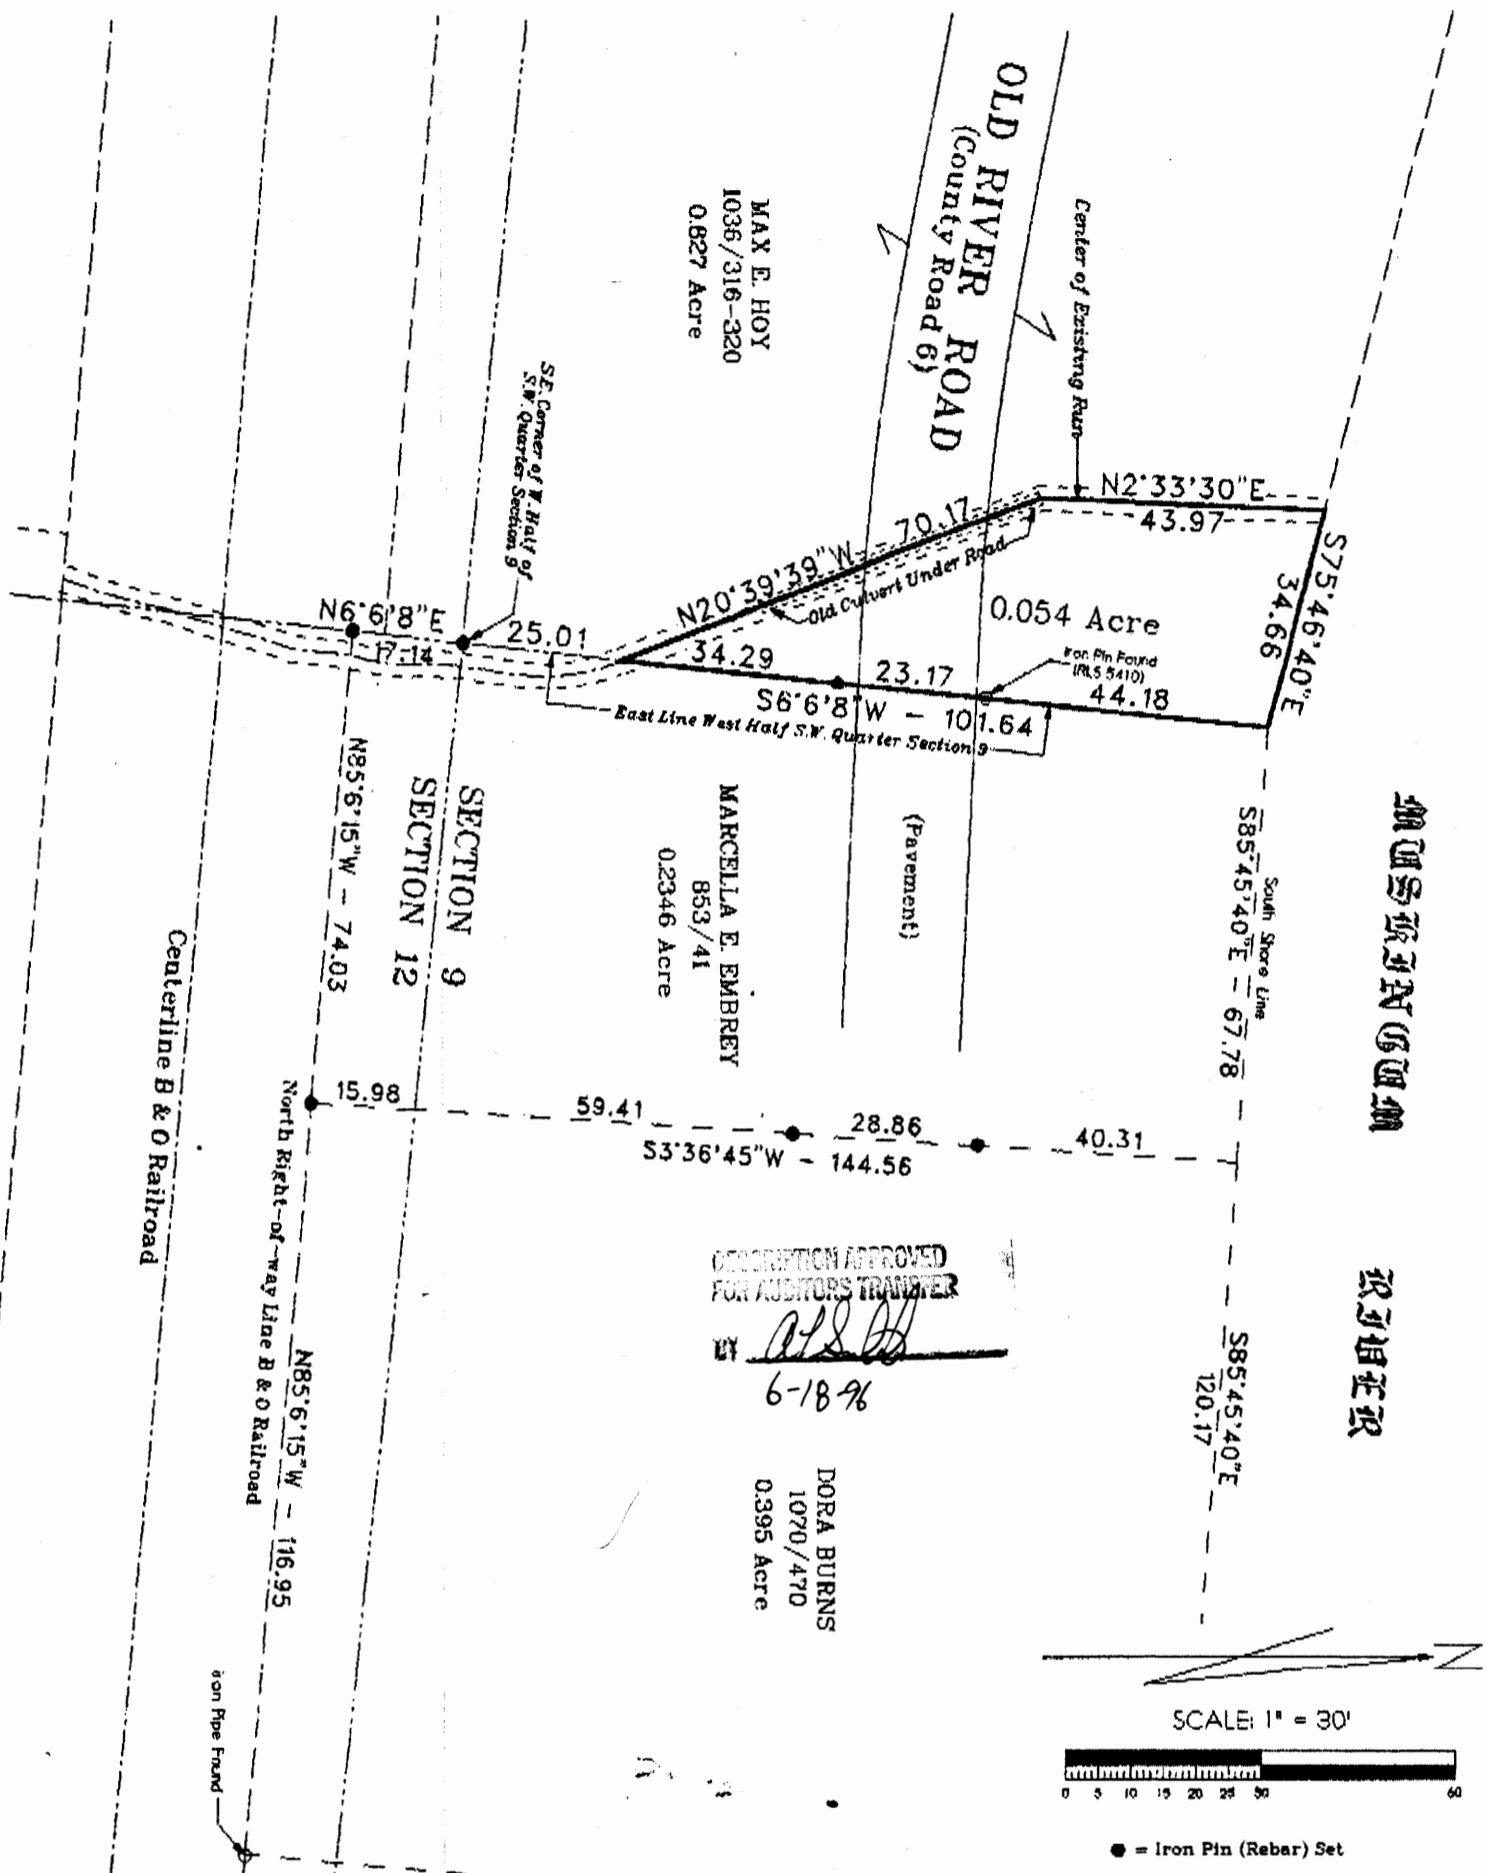 OLD RIVER ROAD
(County Road 6)
Center of Existing Run
MAX E. HOY
1036/316-320
0.827 Acre
S.E. Corner of W. Half of
S.W. Quarter Section 9
N2°33'30"E
43.97
S75°46'40"E
34.66
N20°39'39"W
70.17
Old Culvert Under Road
0.054 Acre
Iron Pin Found
(RLS 5410)
N6°6'8"E
17.14
25.01
34.29
23.17
44.18
S6°6'8"W - 101.64
East Line West Half S.W. Quarter Section 9
MUSKINGUM RIVER
South Shore Line
S85°45'40"E - 67.78
(Pavement)
MARCELLA E. EMBREY
853/41
0.2346 Acre
SECTION 9
SECTION 12
N85°6'15"W - 74.03
Centerline B & O Railroad
15.98
59.41
28.86
40.31
S3°36'45"W - 144.56
North Right-of-way Line B & O Railroad
N85°6'15"W - 116.95
DESCRIPTION APPROVED
FOR AUDITORS TRANSFER
BY
6-18-96
S85°45'40"E
120.17
DORA BURNS
1070/470
0.395 Acre
Iron Pipe Found
N
SCALE: 1" = 30'
0 5 10 15 20 25 30 60
● = Iron Pin (Rebar) Set